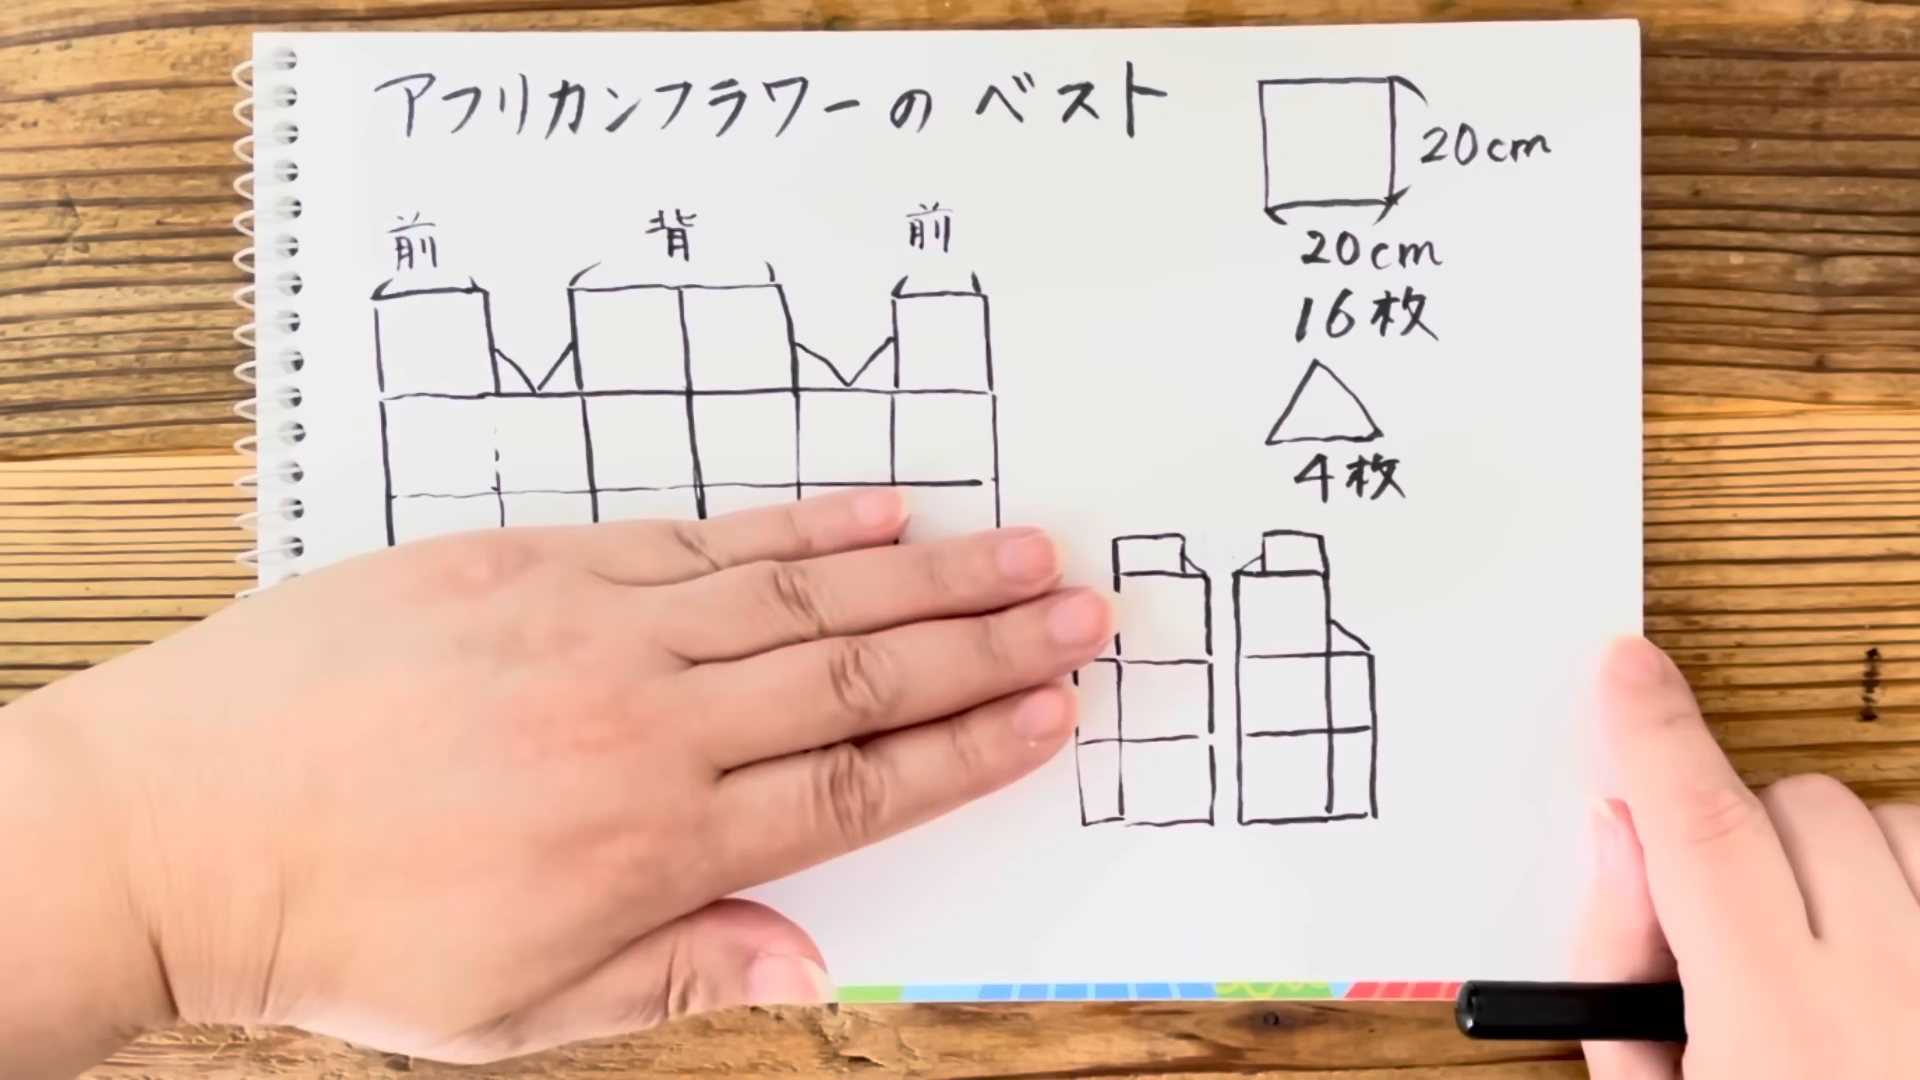 アフリカンフラワーの ベスト
20cm
20cm
16枚
4枚
前 背 前